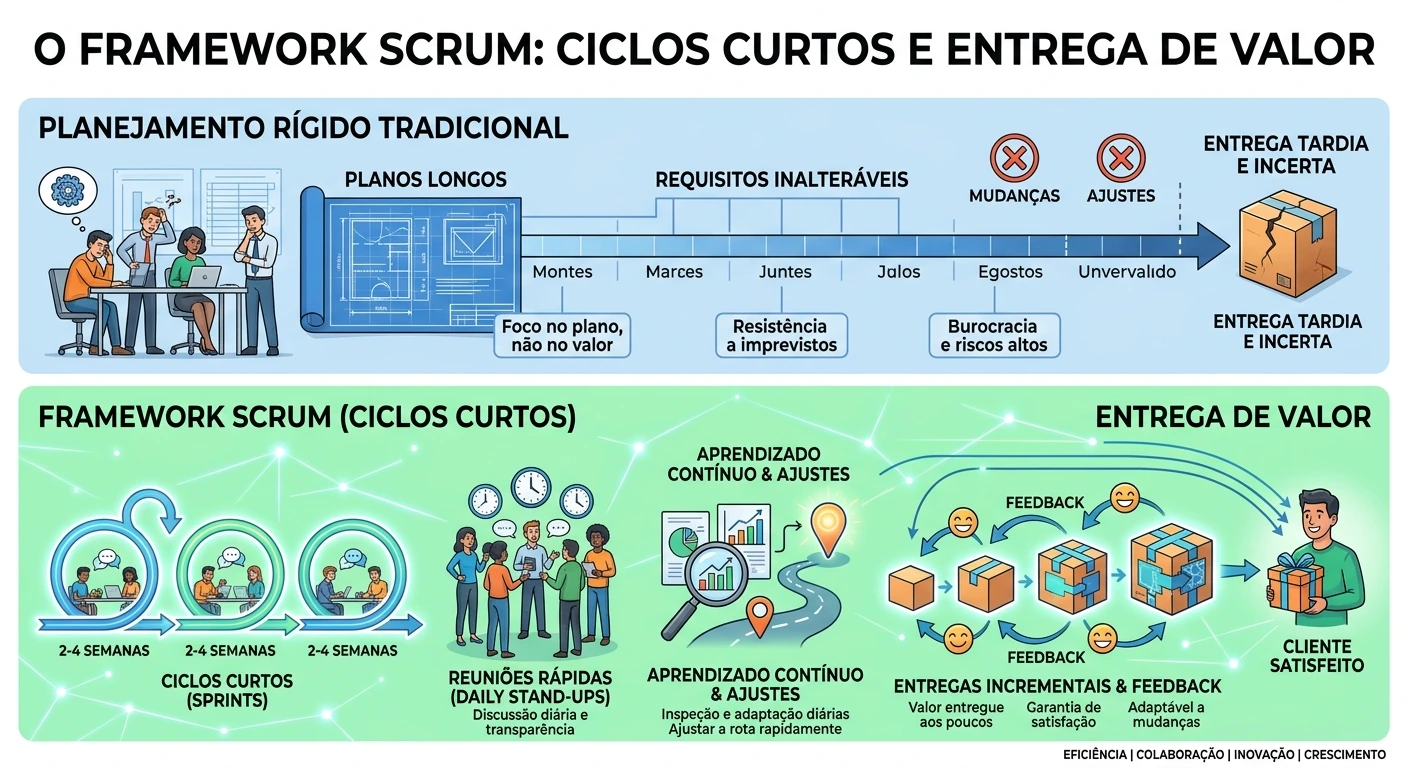 O FRAMEWORK SCRUM: CICLOS CURTOS E ENTREGA DE VALOR
PLANEJAMENTO RÍGIDO TRADICIONAL
PLANOS LONGOS
REQUISITOS INALTERÁVEIS
MUDANÇAS
AJUSTES
ENTREGA TARDIA
E INCERTA
Montes
Marces
Juntes
Jalos
Egostos
Unvervalido
Foco no plano,
não no valor
Resistência
a imprevistos
Burocracia
e riscos altos
ENTREGA TARDIA
E INCERTA
FRAMEWORK SCRUM (CICLOS CURTOS)
2-4 SEMANAS
2-4 SEMANAS
2-4 SEMANAS
CICLOS CURTOS
(SPRINTS)
REUNIÕES RÁPIDAS
(DAILY STAND-UPS)
Discussão diária e
transparência
APRENDIZADO
CONTÍNUO & AJUSTES
APRENDIZADO CONTÍNUO
& AJUSTES
Inspeção e adaptação diárias
Ajustar a rota rapidamente
ENTREGA DE VALOR
FEEDBACK
FEEDBACK
ENTREGAS INCREMENTAIS & FEEDBACK
Valor entregue
aos poucos
Garantia de
satisfação
Adaptável a
mudanças
CLIENTE
SATISFEITO
EFICIÊNCIA | COLABORAÇÃO | INOVAÇÃO | CRESCIMENTO